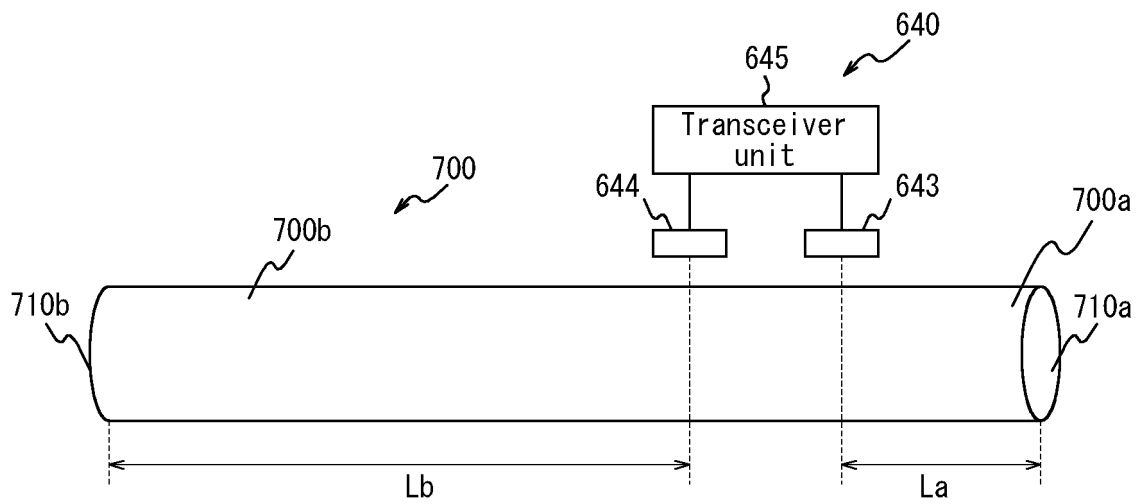 640
645
Transceiver
unit
700
644
643
700a
700b
710b
710a
Lb
La